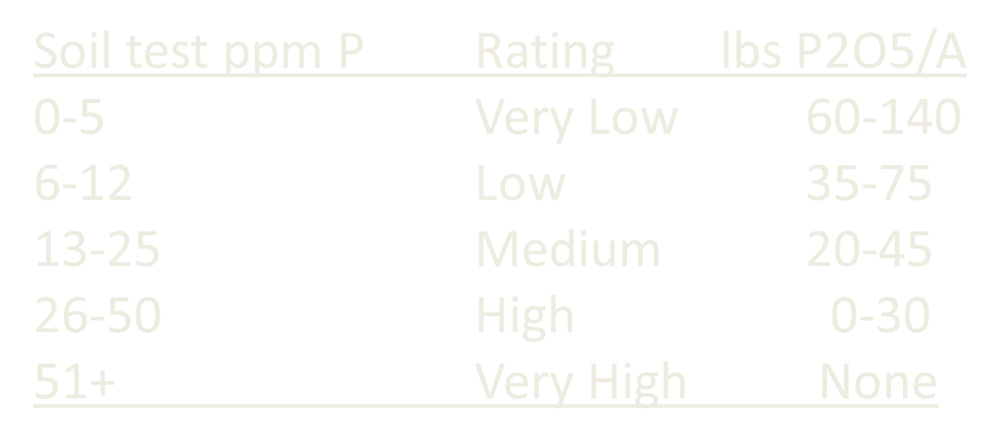 Soil test ppm P Rating lbs P2O5/A
0-5 Very Low 60-140
6-12 Low 35-75
13-25 Medium 20-45
26-50 High 0-30
51+ Very High None